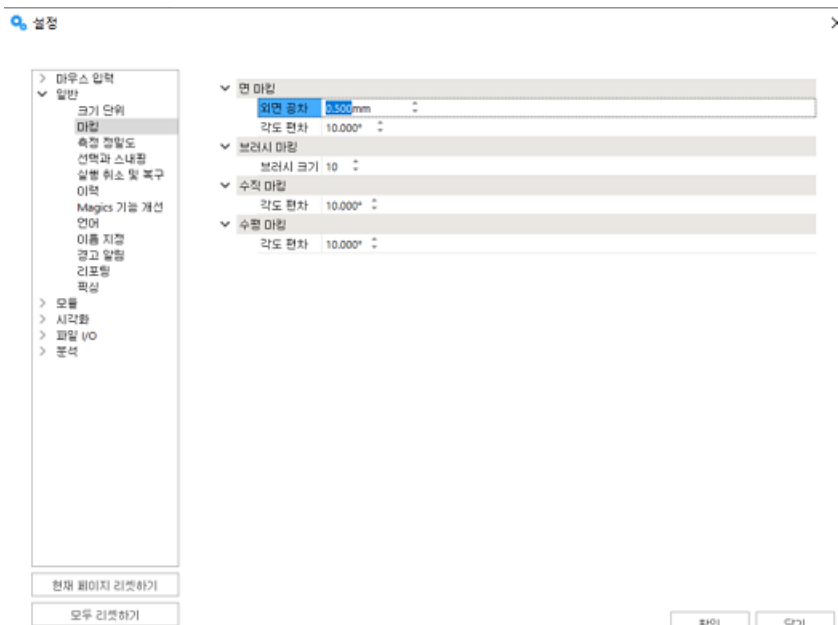 설정
마우스 입력
일반
크기 단위
마킹
측정 정밀도
선택과 스내핑
실행 취소 및 복구
이력
Magics 기능 개선
언어
이름 지정
경고 알림
리포팅
픽싱
모듈
시각화
파일 I/O
분석
현재 페이지 리셋하기
모두 리셋하기
면 마킹
외면 공차 0.500mm
각도 편차 10.000°
브러시 마킹
브러시 크기 10
수직 마킹
각도 편차 10.000°
수평 마킹
각도 편차 10.000°
확인 닫기